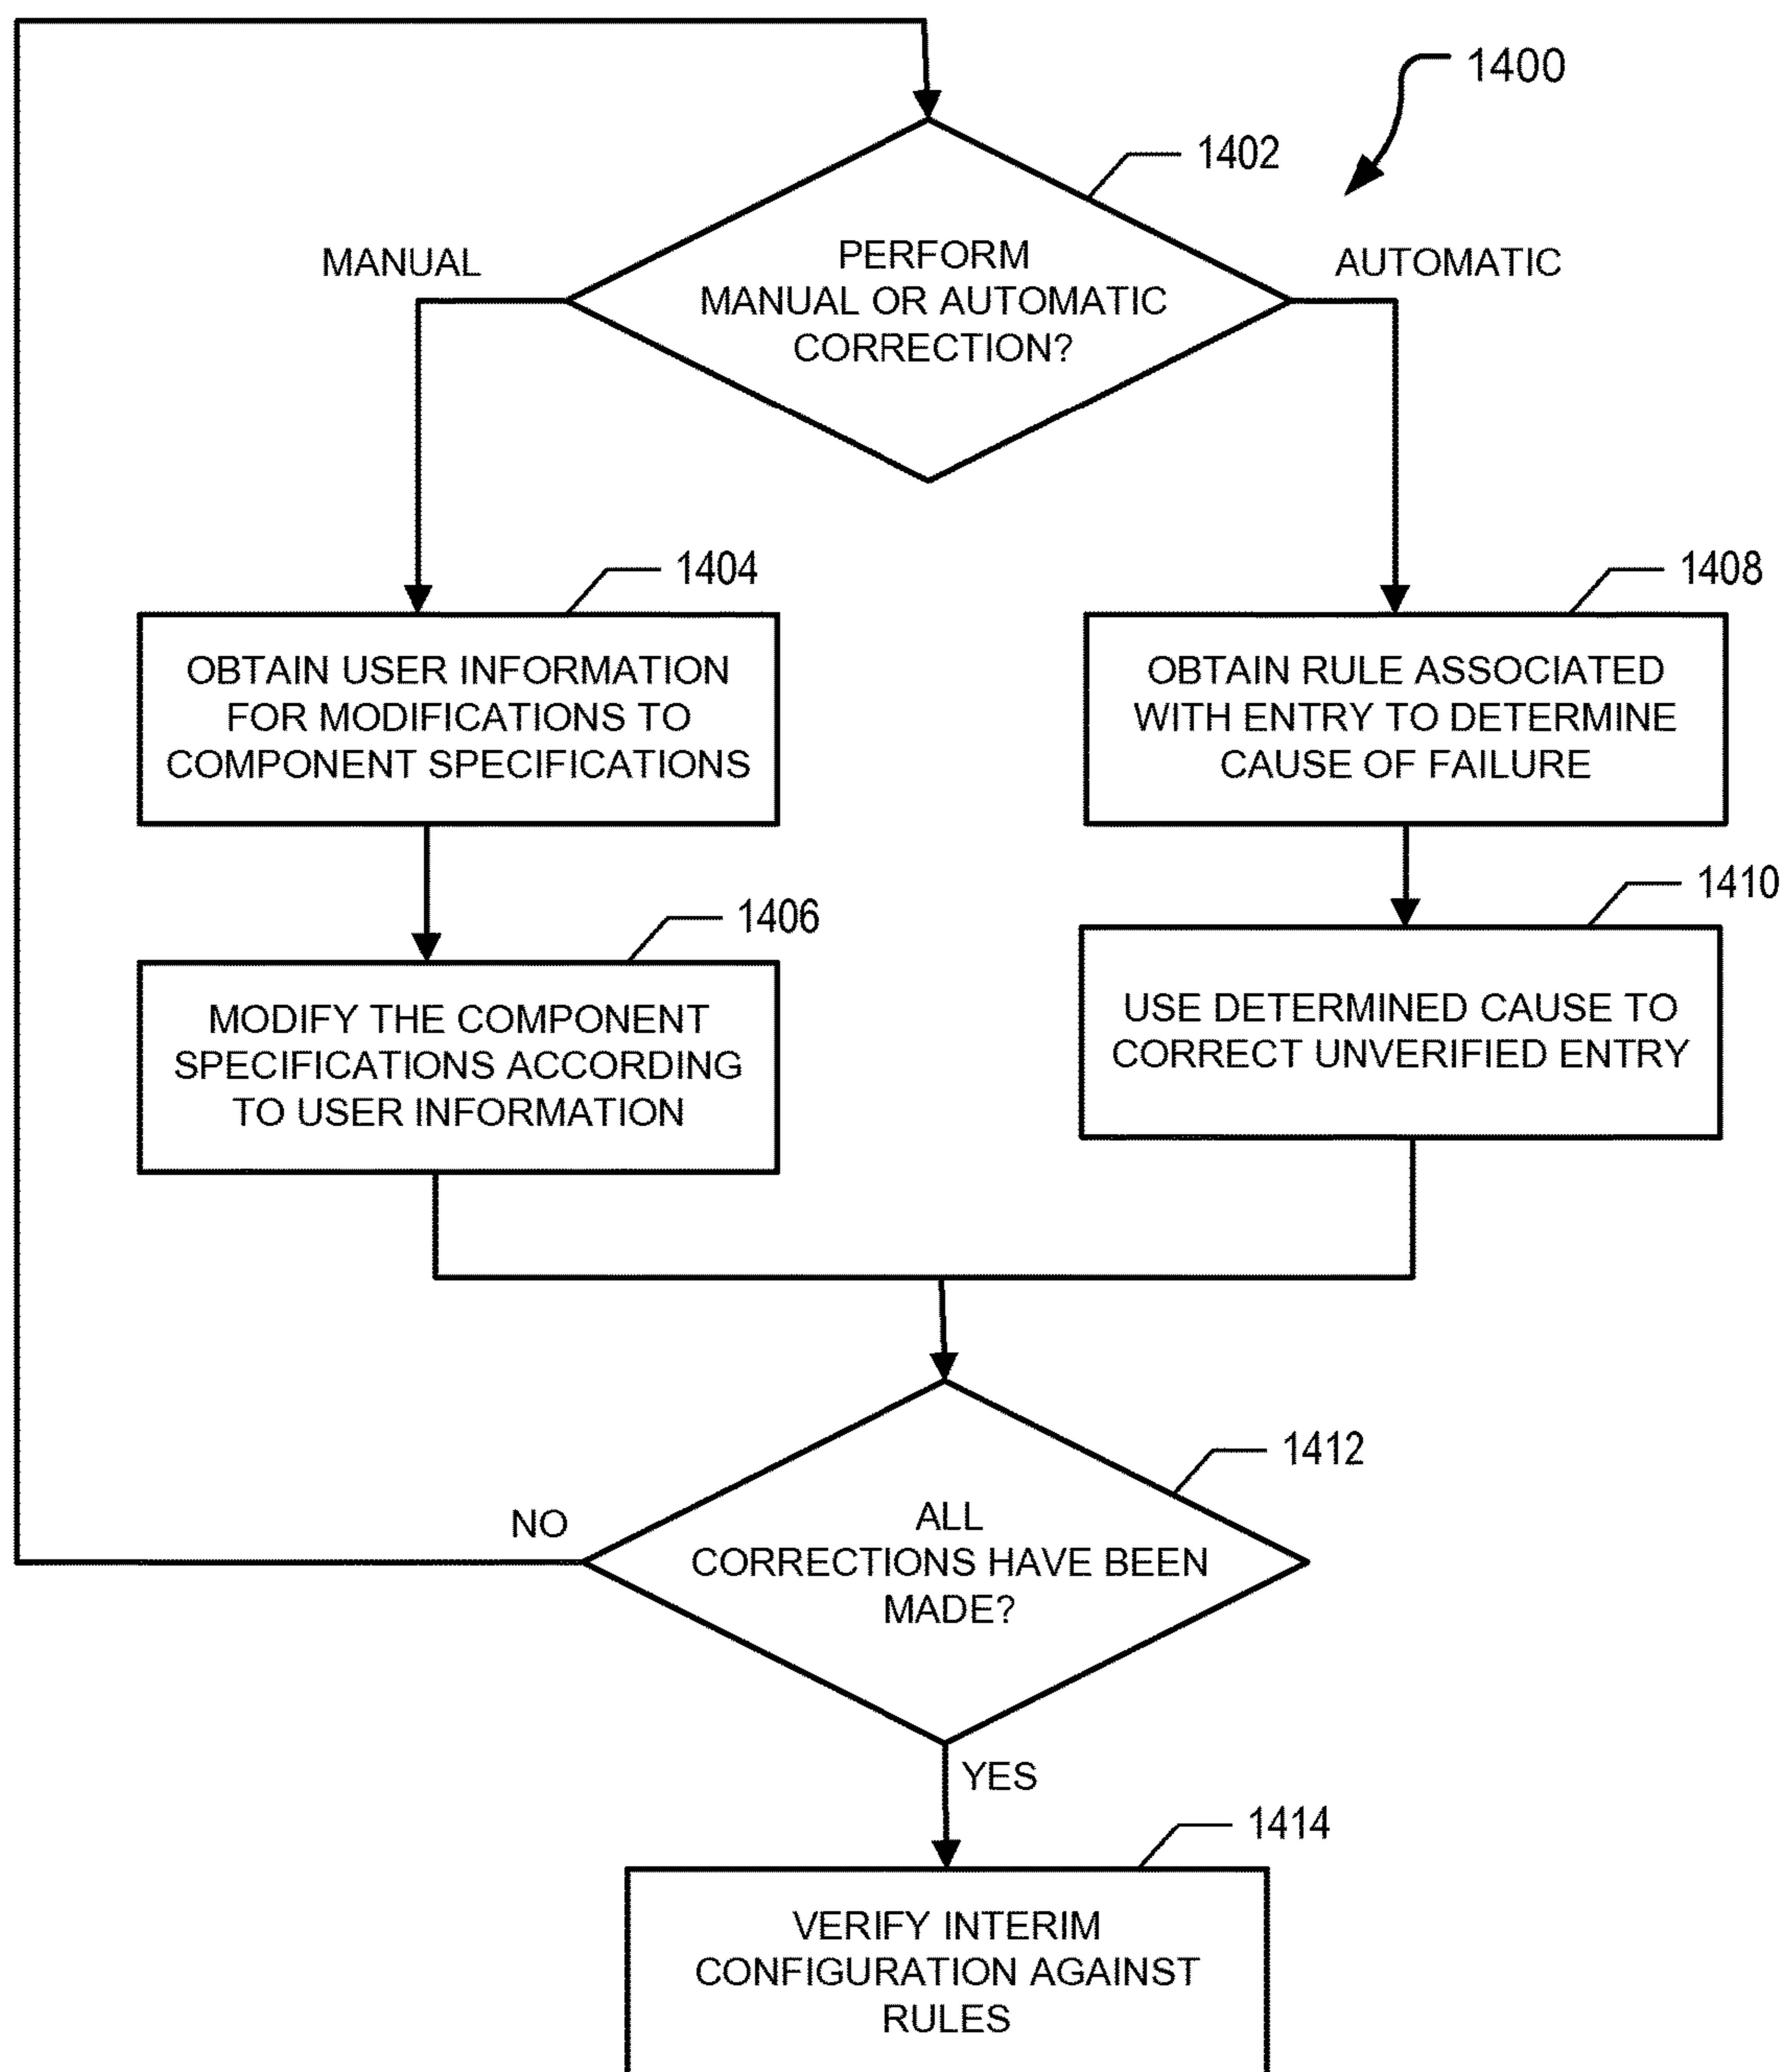 1400
1402
MANUAL
PERFORM
MANUAL OR AUTOMATIC
CORRECTION?
AUTOMATIC
1404
OBTAIN USER INFORMATION
FOR MODIFICATIONS TO
COMPONENT SPECIFICATIONS
1408
OBTAIN RULE ASSOCIATED
WITH ENTRY TO DETERMINE
CAUSE OF FAILURE
1406
MODIFY THE COMPONENT
SPECIFICATIONS ACCORDING
TO USER INFORMATION
1410
USE DETERMINED CAUSE TO
CORRECT UNVERIFIED ENTRY
1412
NO
ALL
CORRECTIONS HAVE BEEN
MADE?
YES
1414
VERIFY INTERIM
CONFIGURATION AGAINST
RULES